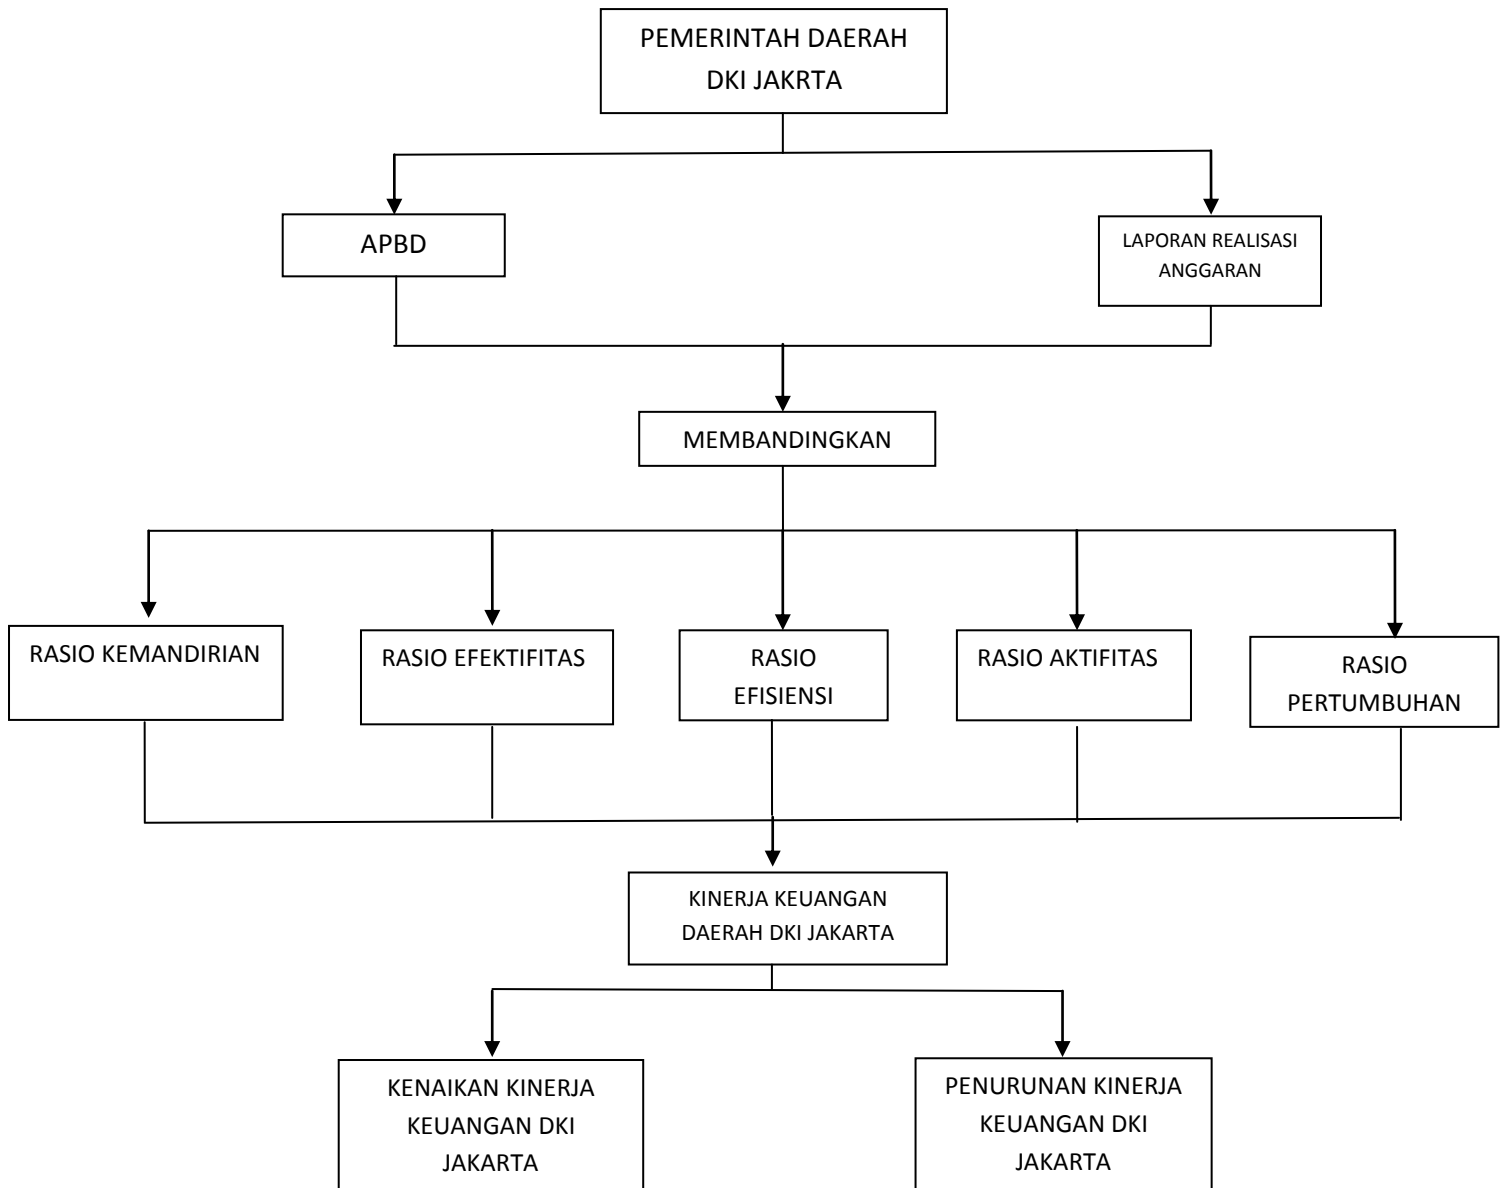 PEMERINTAH DAERAH
DKI JAKRTA
APBD
LAPORAN REALISASI
ANGGARAN
MEMBANDINGKAN
RASIO KEMANDIRIAN
RASIO EFEKTIFITAS
RASIO
EFISIENSI
RASIO AKTIFITAS
RASIO
PERTUMBUHAN
KINERJA KEUANGAN
DAERAH DKI JAKARTA
KENAIKAN KINERJA
KEUANGAN DKI
JAKARTA
PENURUNAN KINERJA
KEUANGAN DKI
JAKARTA